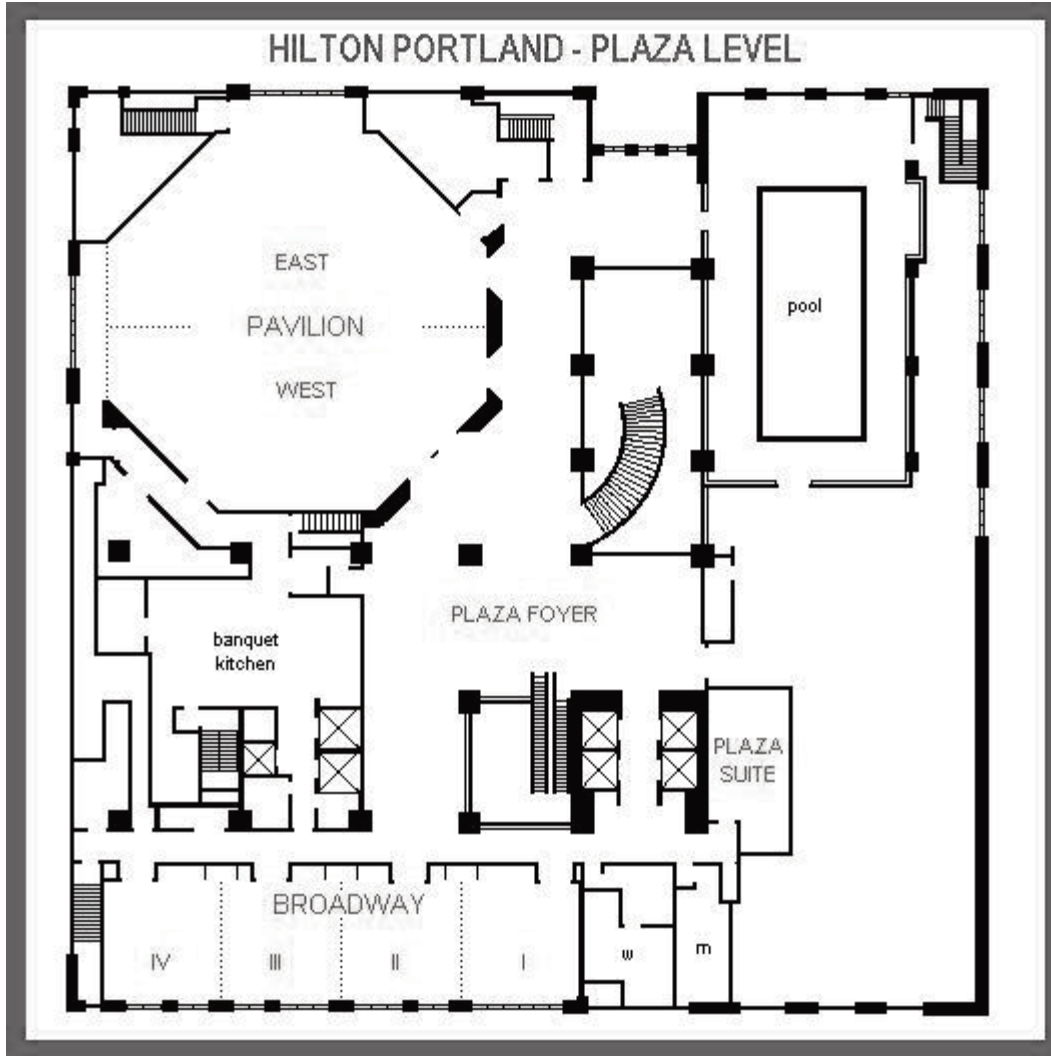 HILTON PORTLAND - PLAZA LEVEL
EAST
PAVILION
WEST
pool
PLAZA FOYER
banquet
kitchen
PLAZA
SUITE
BROADWAY
IV
III
II
I
w
m